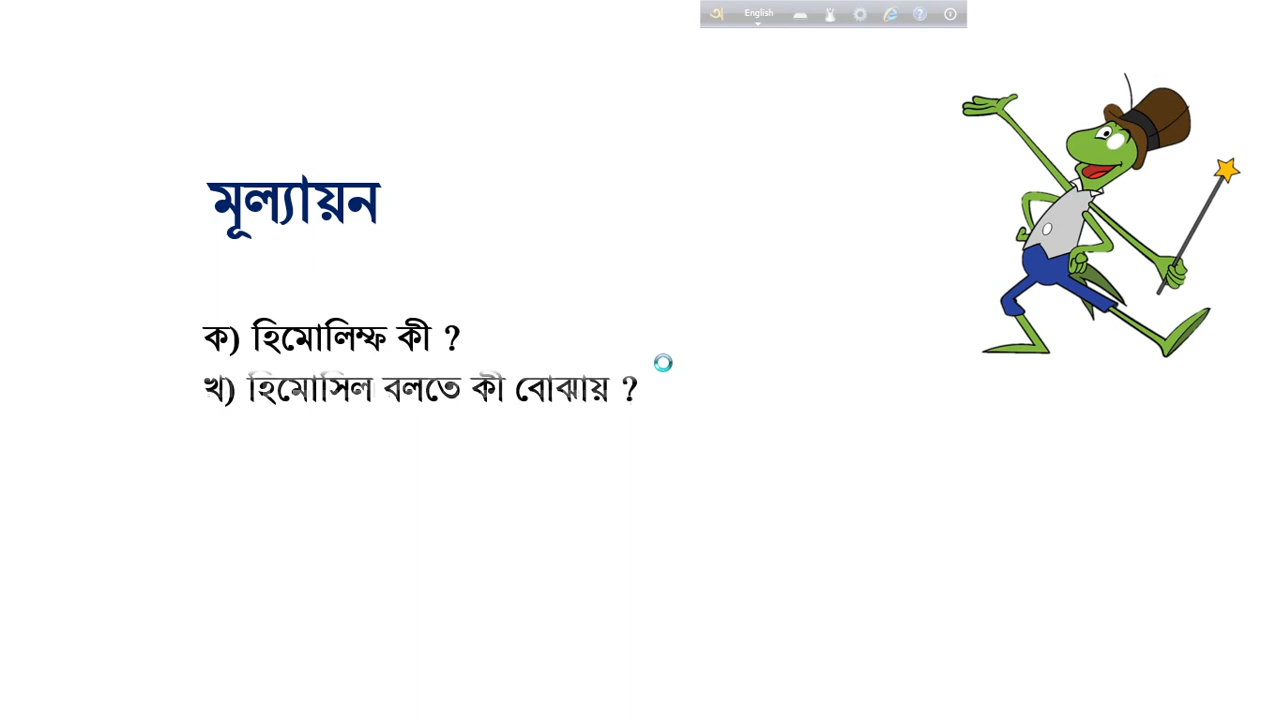 অ English
মূল্যায়ন
ক) হিমোলিম্ফ কী ?
খ) হিমোসিল বলতে কী বোঝায় ?